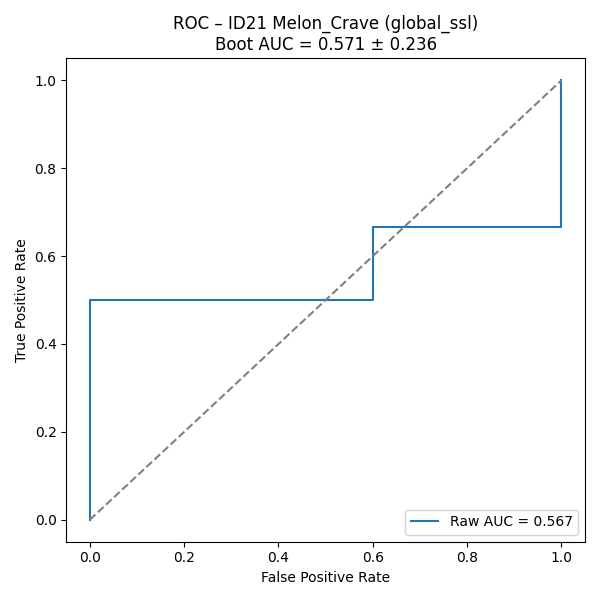 ROC – ID21 Melon_Crave (global_ssl)
Boot AUC = 0.571 ± 0.236
True Positive Rate
1.0
0.8
0.6
0.4
0.2
0.0
Raw AUC = 0.567
0.0 0.2 0.4 0.6 0.8 1.0
False Positive Rate